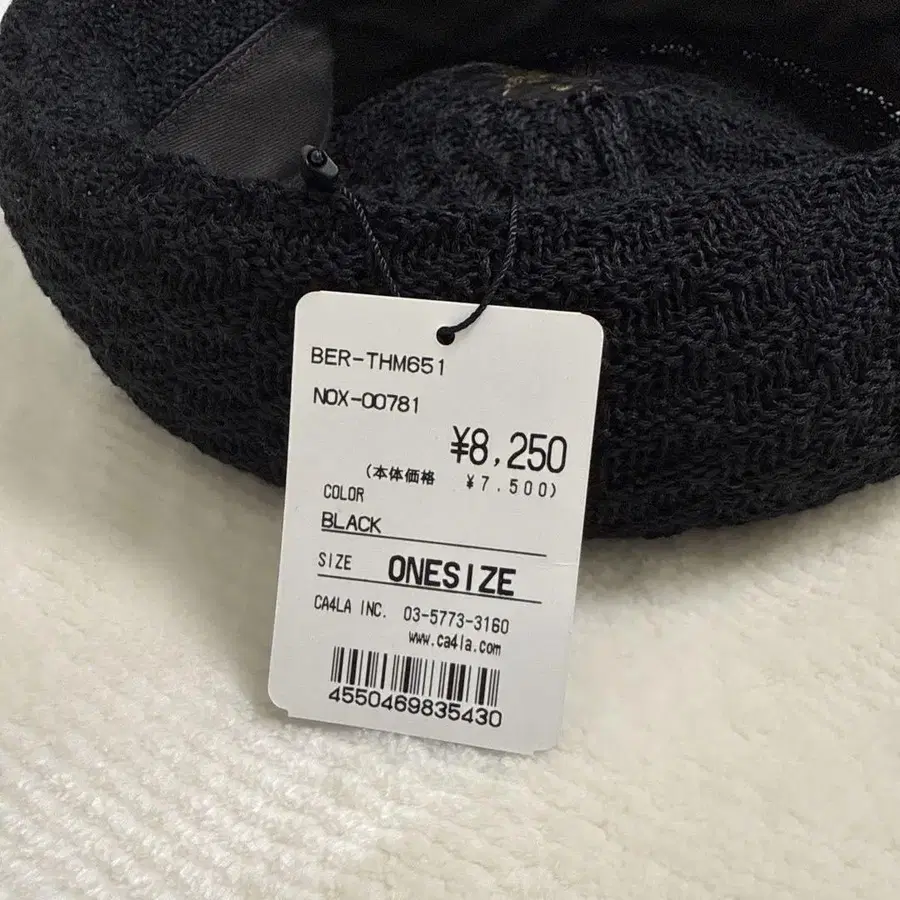 BER-THM651
NOX-00781
¥8,250
(本体価格 ¥7,500)
COLOR
BLACK
SIZE ONESIZE
CA4LA INC. 03-5773-3160
www.ca4la.com
4550469835430